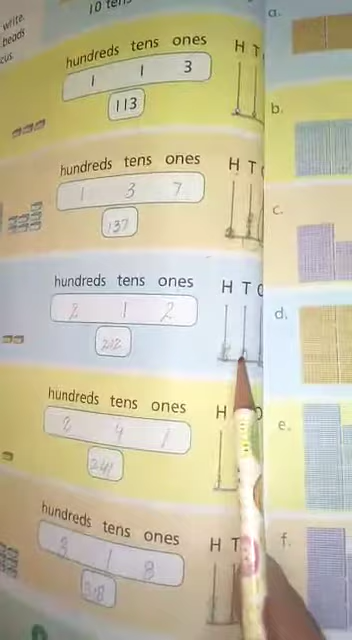 write.
beads
10 tens
a.
hundreds tens ones H T
1 1 3
113
b.
hundreds tens ones H T
1 3 7
137
c.
hundreds tens ones H T
2 1 2
212
d.
hundreds tens ones H
2 4 1
241
e.
hundreds tens ones H T
3 1 8
318
f.